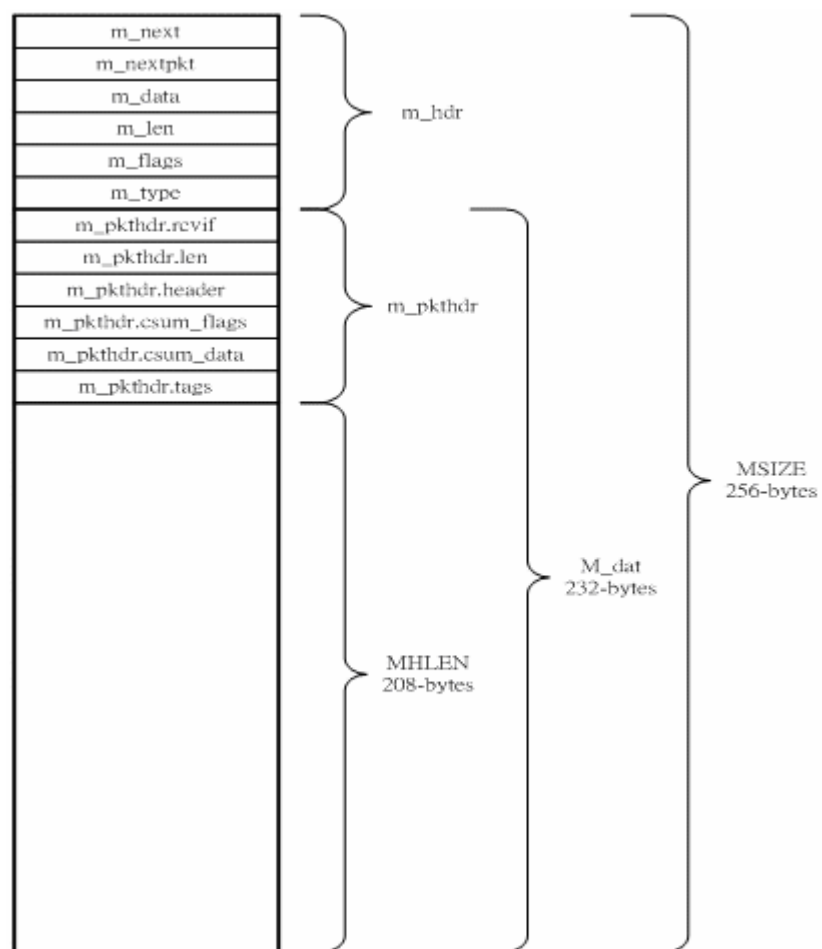 m_next
m_nextpkt
m_data
m_len
m_flags
m_type
m_pkthdr.rcvif
m_pkthdr.len
m_pkthdr.header
m_pkthdr.csum_flags
m_pkthdr.csum_data
m_pkthdr.tags
m_hdr
m_pkthdr
MHLEN
208-bytes
M_dat
232-bytes
MSIZE
256-bytes